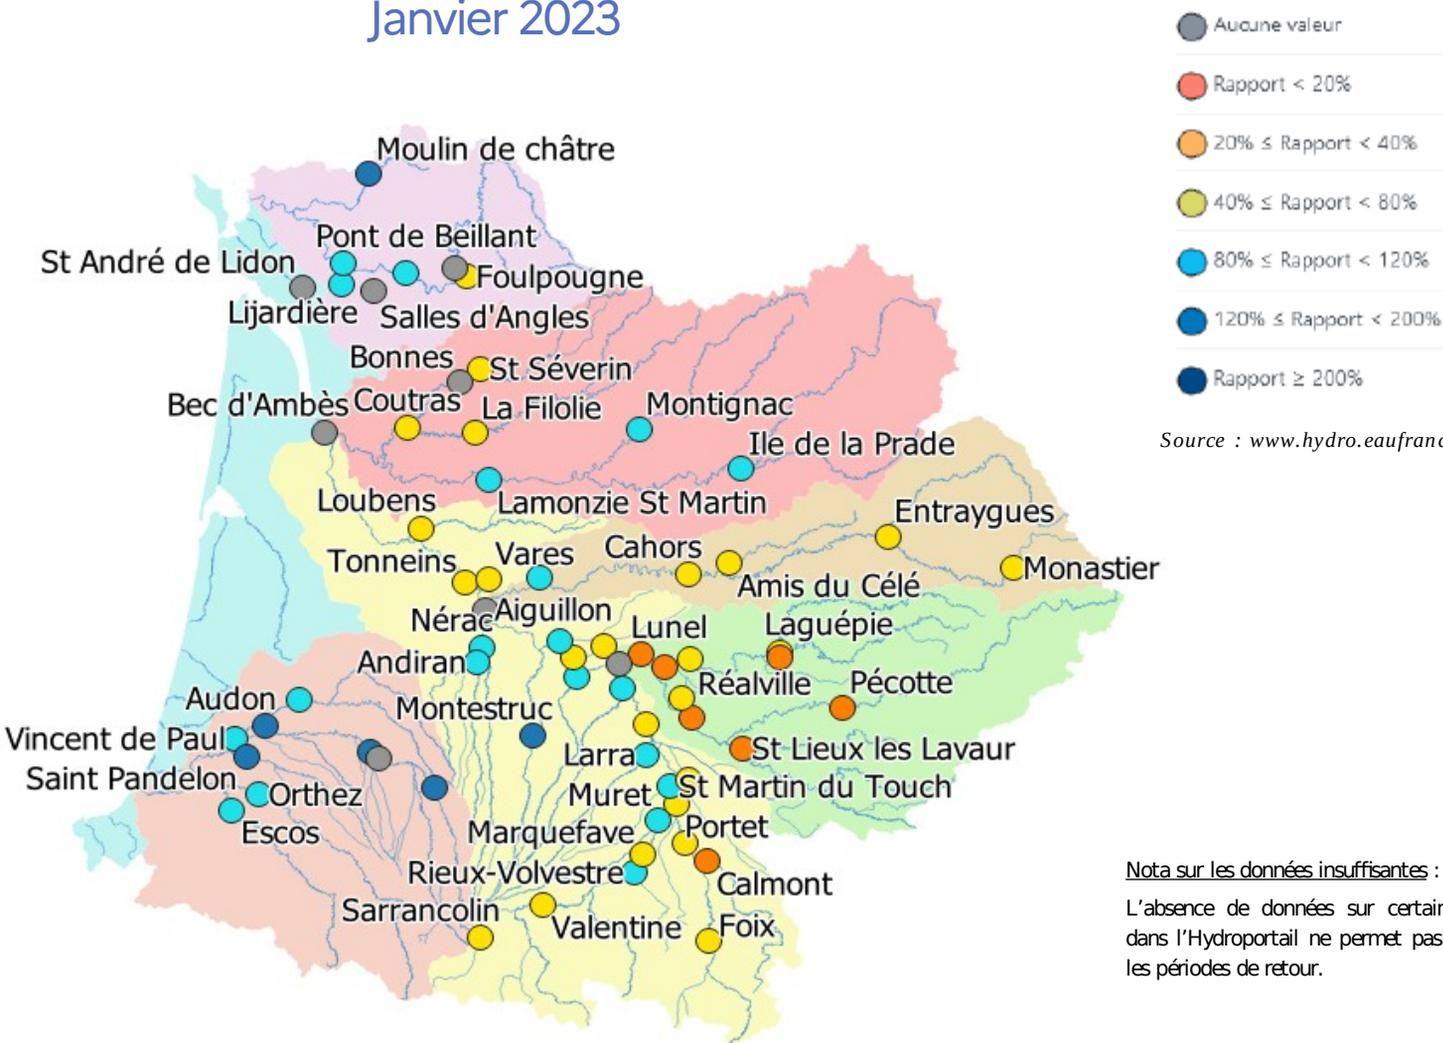 Janvier 2023
Aucune valeur
Rapport < 20%
20% ≤ Rapport < 40%
40% ≤ Rapport < 80%
80% ≤ Rapport < 120%
120% ≤ Rapport < 200%
Rapport ≥ 200%
Source : www.hydro.eaufranc
Moulin de châtre
Pont de Beillant
St André de Lidon
Foulpougne
Lijardière
Salles d'Angles
Bonnes
St Séverin
Bec d'Ambès
Coutras
La Filolie
Montignac
Ile de la Prade
Loubens
Lamonzie St Martin
Entraygues
Tonneins
Vares
Cahors
Monastier
Amis du Célé
Nérac
Aiguillon
Lunel
Laguépie
Andiran
Audon
Réalville
Pécotte
Montestruc
Vincent de Paul
Larra
St Lieux les Lavaur
Saint Pandelon
Orthez
Muret
St Martin du Touch
Escos
Marquefave
Portet
Rieux-Volvestre
Calmont
Sarrancolin
Valentine
Foix
Nota sur les données insuffisantes :
L'absence de données sur certain
dans l'Hydroportail ne permet pas
les périodes de retour.